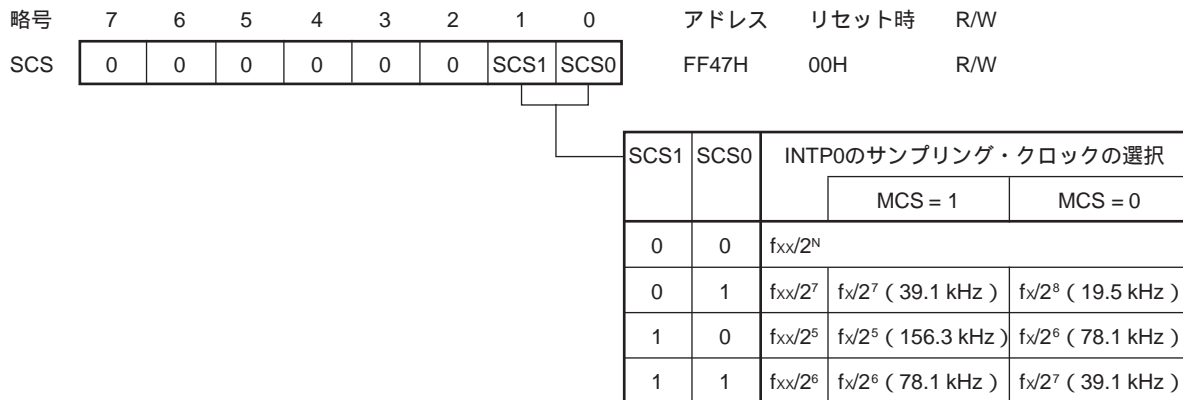 略号 7 6 5 4 3 2 1 0 アドレス リセット時 R/W
SCS 0 0 0 0 0 0 SCS1 SCS0 FF47H 00H R/W
SCS1 SCS0 INTP0のサンプリング・クロックの選択
MCS = 1 MCS = 0
0 0 fxx/2ᴺ
0 1 fxx/2⁷ fx/2⁷（39.1 kHz） fx/2⁸（19.5 kHz）
1 0 fxx/2⁵ fx/2⁵（156.3 kHz） fx/2⁶（78.1 kHz）
1 1 fxx/2⁶ fx/2⁶（78.1 kHz） fx/2⁷（39.1 kHz）